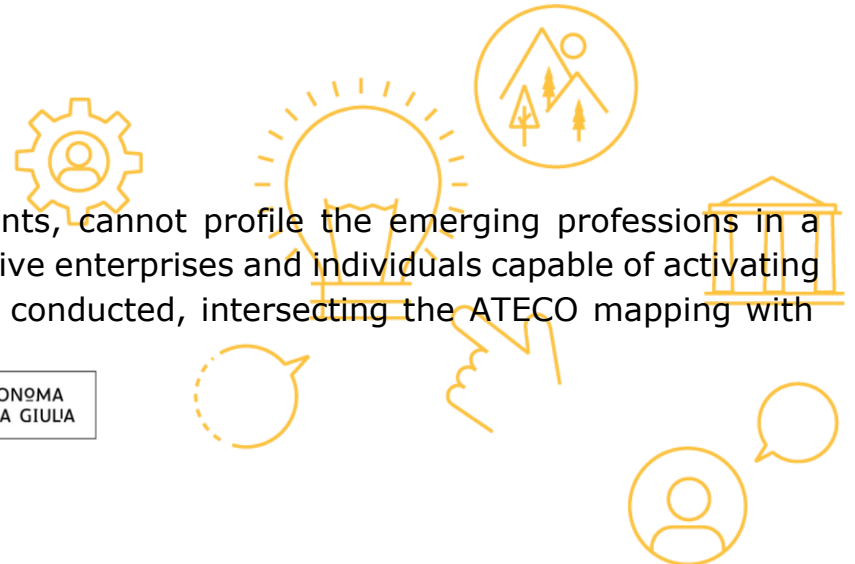 nts, cannot profile the emerging professions in a
ive enterprises and individuals capable of activating
conducted, intersecting the ATECO mapping with
ONOMA
A GIULIA